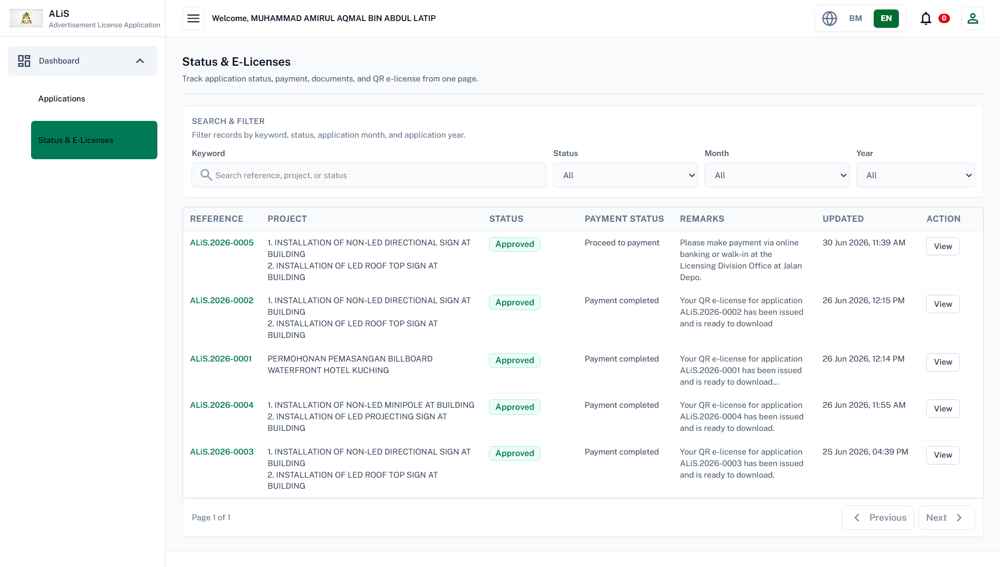 ALiS
Advertisement License Application
ALiS
Welcome, MUHAMMAD AMIRUL AQMAL BIN ABDUL LATIP
BM
EN
0
Dashboard
Applications
Status & E-Licenses
Status & E-Licenses
Track application status, payment, documents, and QR e-license from one page.
SEARCH & FILTER
Filter records by keyword, status, application month, and application year.
Keyword
Status
Month
Year
Search reference, project, or status
All
All
All
REFERENCE
PROJECT
STATUS
PAYMENT STATUS
REMARKS
UPDATED
ACTION
ALiS.2026-0005
1. INSTALLATION OF NON-LED DIRECTIONAL SIGN AT
BUILDING
2. INSTALLATION OF LED ROOF TOP SIGN AT
BUILDING
Approved
Proceed to payment
Please make payment via online
banking or walk-in at the
Licensing Division Office at Jalan
Depo.
30 Jun 2026, 11:39 AM
View
ALiS.2026-0002
1. INSTALLATION OF NON-LED DIRECTIONAL SIGN AT
BUILDING
2. INSTALLATION OF LED ROOF TOP SIGN AT
BUILDING
Approved
Payment completed
Your QR e-license for application
ALiS.2026-0002 has been issued
and is ready to download
26 Jun 2026, 12:15 PM
View
ALiS.2026-0001
PERMOHONAN PEMASANGAN BILLBOARD
WATERFRONT HOTEL KUCHING
Approved
Payment completed
Your QR e-license for application
ALiS.2026-0001 has been issued
and is ready to download...
26 Jun 2026, 12:14 PM
View
ALiS.2026-0004
1. INSTALLATION OF NON-LED MINIPOLE AT BUILDING
2. INSTALLATION OF LED PROJECTING SIGN AT
BUILDING
Approved
Payment completed
Your QR e-license for application
ALiS.2026-0004 has been issued
and is ready to download.
26 Jun 2026, 11:55 AM
View
ALiS.2026-0003
1. INSTALLATION OF NON-LED DIRECTIONAL SIGN AT
BUILDING
2. INSTALLATION OF LED ROOF TOP SIGN AT
BUILDING
Approved
Payment completed
Your QR e-license for application
ALiS.2026-0003 has been issued
and is ready to download.
25 Jun 2026, 04:39 PM
View
Page 1 of 1
Previous
Next